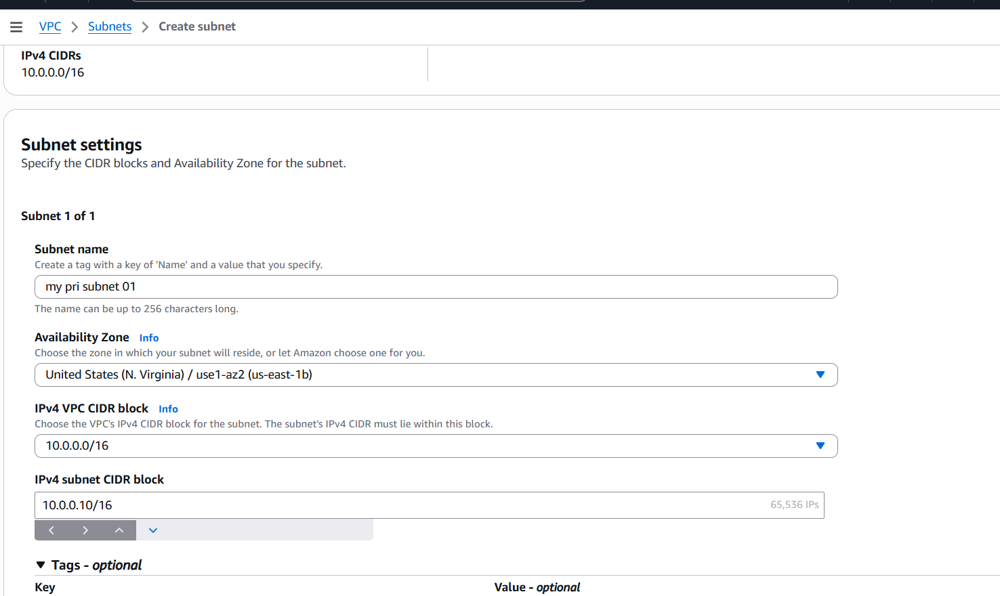 VPC > Subnets > Create subnet
IPv4 CIDRs
10.0.0.0/16
Subnet settings
Specify the CIDR blocks and Availability Zone for the subnet.
Subnet 1 of 1
Subnet name
Create a tag with a key of 'Name' and a value that you specify.
my pri subnet 01
The name can be up to 256 characters long.
Availability Zone Info
Choose the zone in which your subnet will reside, or let Amazon choose one for you.
United States (N. Virginia) / use1-az2 (us-east-1b)
IPv4 VPC CIDR block Info
Choose the VPC's IPv4 CIDR block for the subnet. The subnet's IPv4 CIDR must lie within this block.
10.0.0.0/16
IPv4 subnet CIDR block
10.0.0.10/16 65,536 IPs
Tags - optional
Key Value - optional